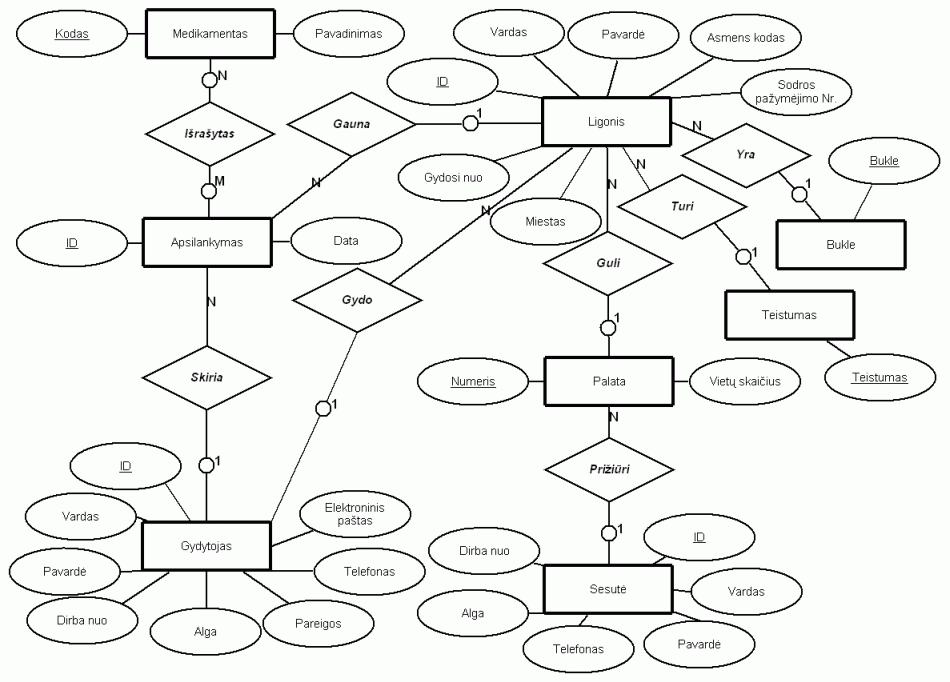 Kodas
Medikamentas
Pavadinimas
Vardas
Pavardė
Asmens kodas
ID
Sodros
pažymėjimo Nr.
N
Išrašytas
Gauna
1
Ligonis
N
Yra
M
N
Gydosi nuo
N
N
N
Miestas
Turi
1
Bukle
ID
Apsilankymas
Data
Guli
1
Bukle
N
Gydo
1
Teistumas
Skiria
1
Numeris
Palata
Vietų skaičius
Teistumas
N
1
ID
Prižiūri
Vardas
Elektroninis
paštas
1
Gydytojas
Dirba nuo
ID
Pavardė
Telefonas
Sesutė
Vardas
Dirba nuo
Alga
Pareigos
Alga
Telefonas
Pavardė